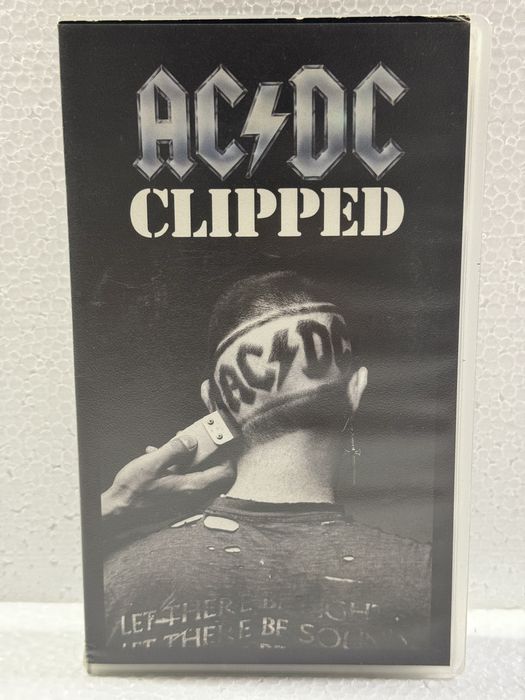 AC⚡DC
CLIPPED
AC⚡DC
LET THERE BE LIGHT
LET THERE BE SOUND